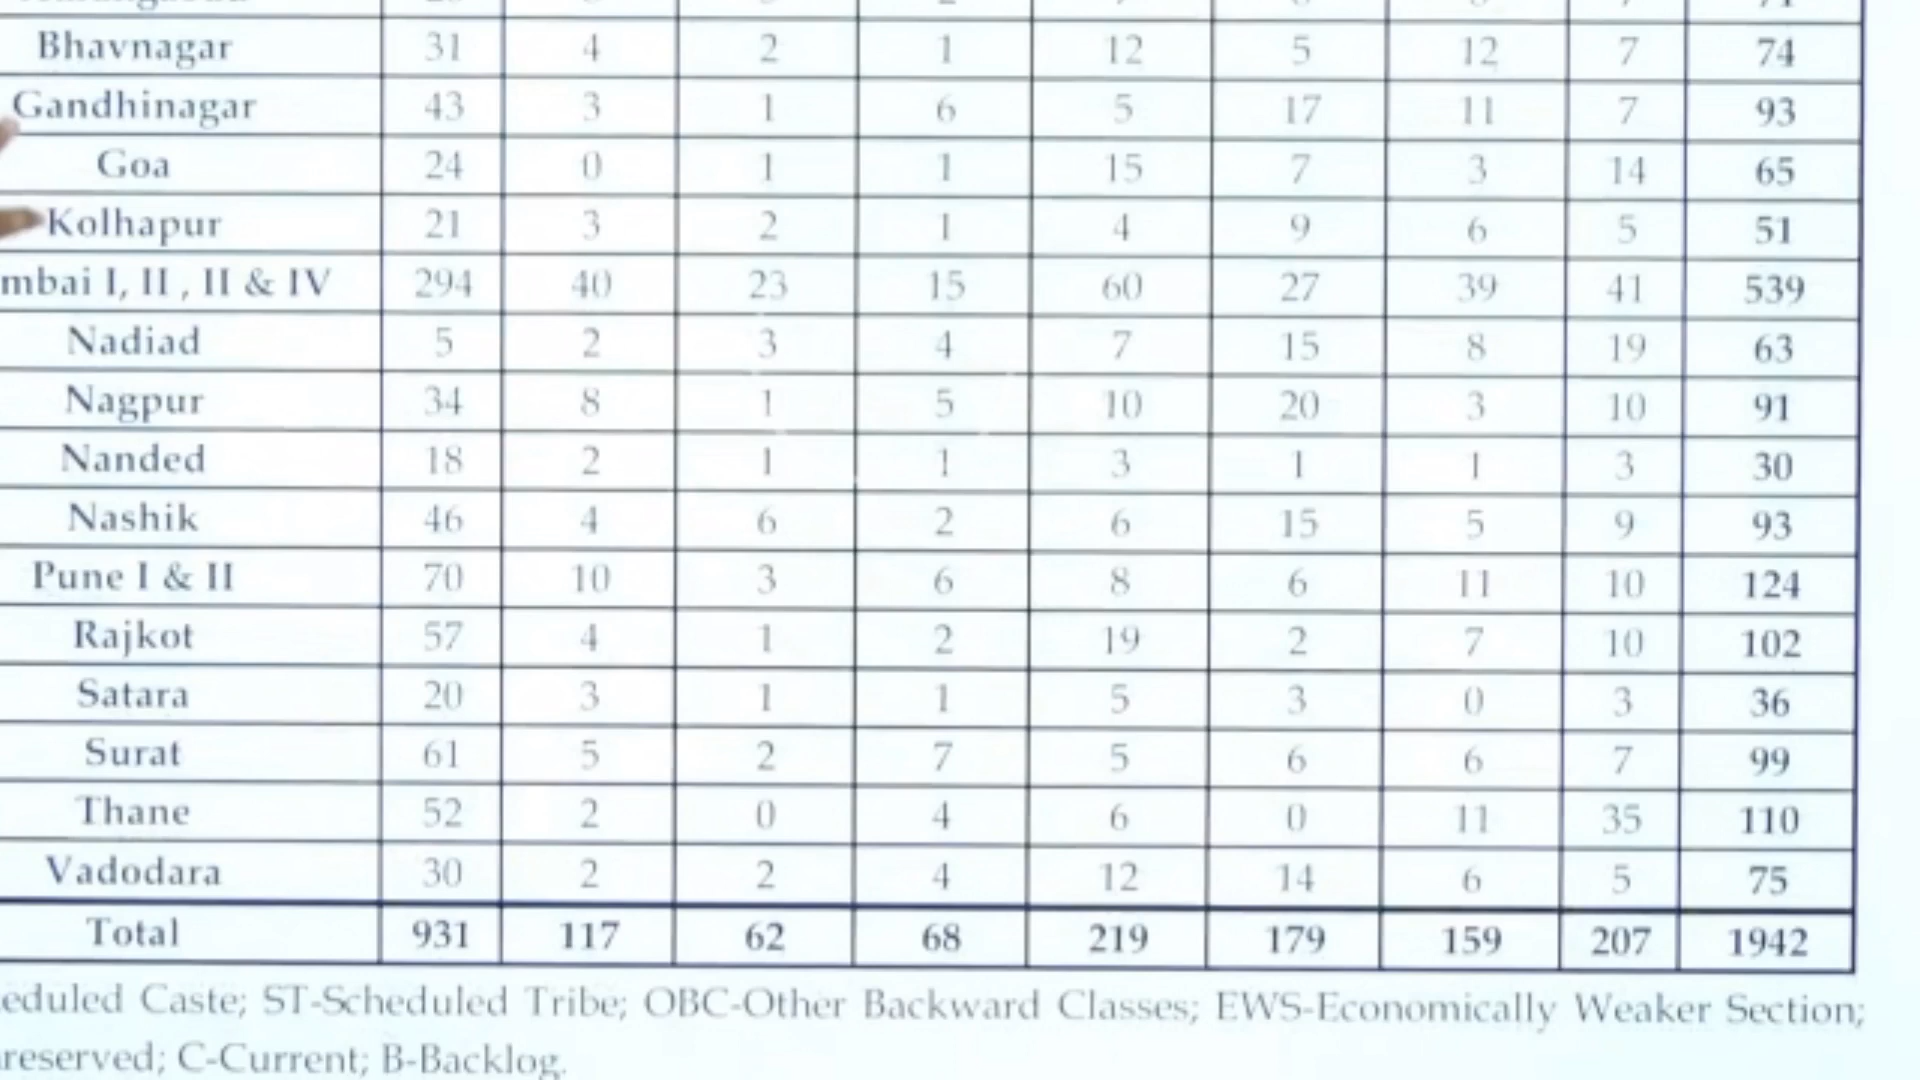 Bhavnagar 31 4 2 1 12 5 12 7 74
Gandhinagar 43 3 1 6 5 17 11 7 93
Goa 24 0 1 1 15 7 3 14 65
Kolhapur 21 3 2 1 4 9 6 5 51
mbai I, II , II & IV 294 40 23 15 60 27 39 41 539
Nadiad 5 2 3 4 7 15 8 19 63
Nagpur 34 8 1 5 10 20 3 10 91
Nanded 18 2 1 1 3 1 1 3 30
Nashik 46 4 6 2 6 15 5 9 93
Pune I & II 70 10 3 6 8 6 11 10 124
Rajkot 57 4 1 2 19 2 7 10 102
Satara 20 3 1 1 5 3 0 3 36
Surat 61 5 2 7 5 6 6 7 99
Thane 52 2 0 4 6 0 11 35 110
Vadodara 30 2 2 4 12 14 6 5 75
Total 931 117 62 68 219 179 159 207 1942
eduled Caste; ST-Scheduled Tribe; OBC-Other Backward Classes; EWS-Economically Weaker Section;
reserved; C-Current; B-Backlog.